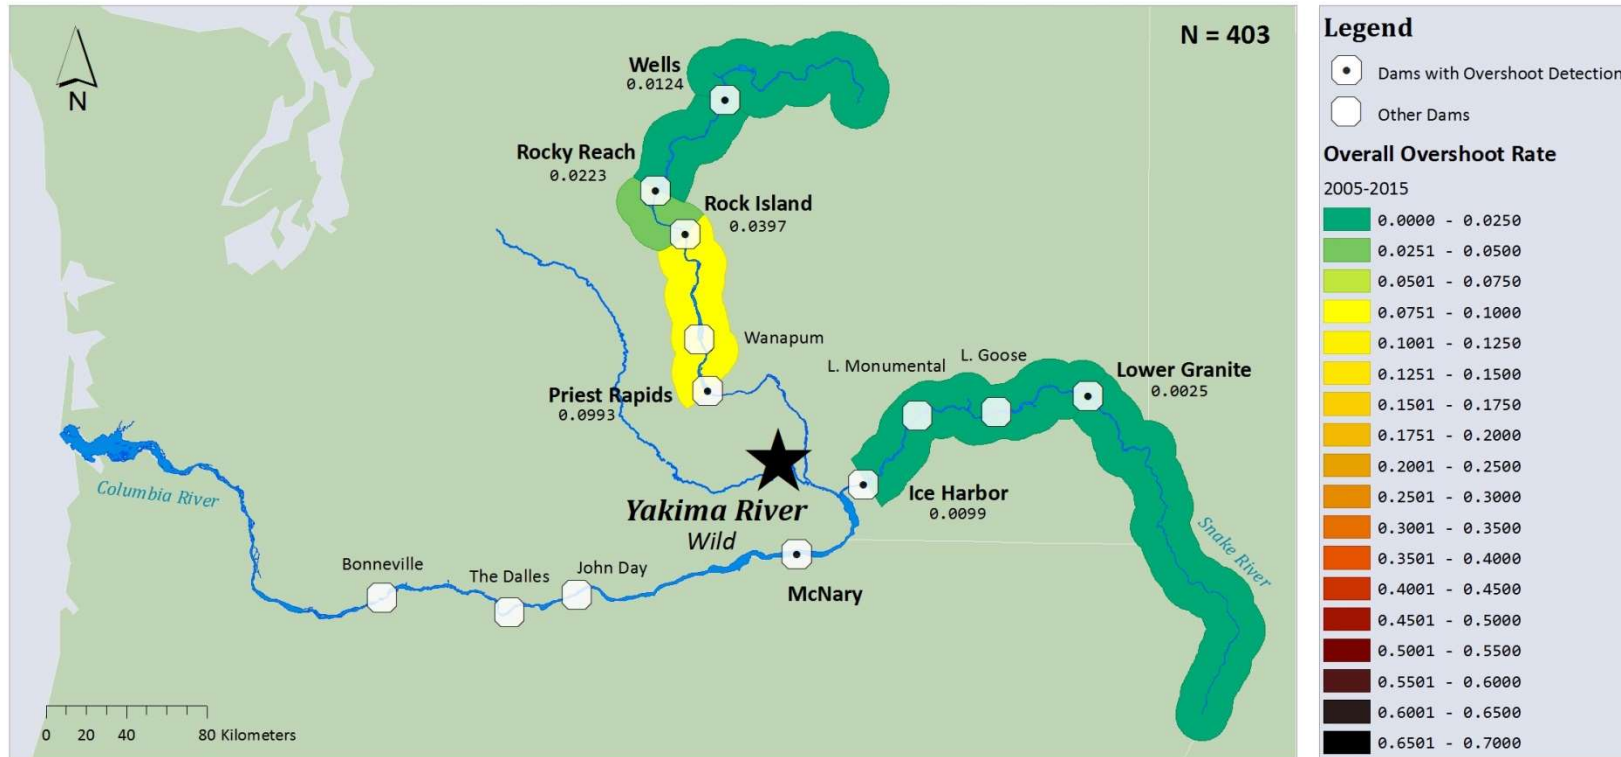 N = 403
N
Wells
0.0124
Rocky Reach
0.0223
Rock Island
0.0397
Wanapum
Priest Rapids
0.0993
L. Monumental
L. Goose
Lower Granite
0.0025
Ice Harbor
0.0099
Yakima River
Wild
Columbia River
Snake River
Bonneville
The Dalles
John Day
McNary
0 20 40 80 Kilometers
Legend
Dams with Overshoot Detection
Other Dams
Overall Overshoot Rate
2005-2015
0.0000 - 0.0250
0.0251 - 0.0500
0.0501 - 0.0750
0.0751 - 0.1000
0.1001 - 0.1250
0.1251 - 0.1500
0.1501 - 0.1750
0.1751 - 0.2000
0.2001 - 0.2500
0.2501 - 0.3000
0.3001 - 0.3500
0.3501 - 0.4000
0.4001 - 0.4500
0.4501 - 0.5000
0.5001 - 0.5500
0.5501 - 0.6000
0.6001 - 0.6500
0.6501 - 0.7000